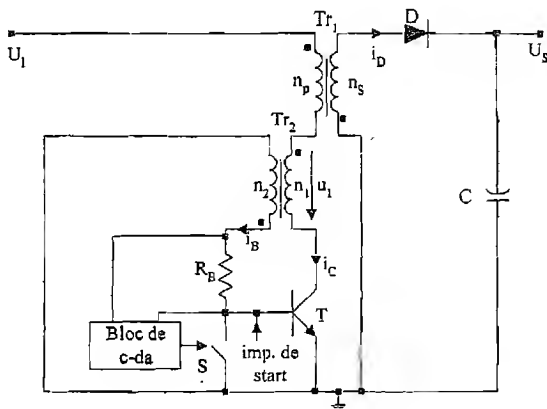 Tr₁
D
U₁
i_D
U_s
n_p
n_S
Tr₂
n₂
n₁
u₁
C
i_B
R_B
i_C
T
Bloc de
c-da
S
imp. de
start